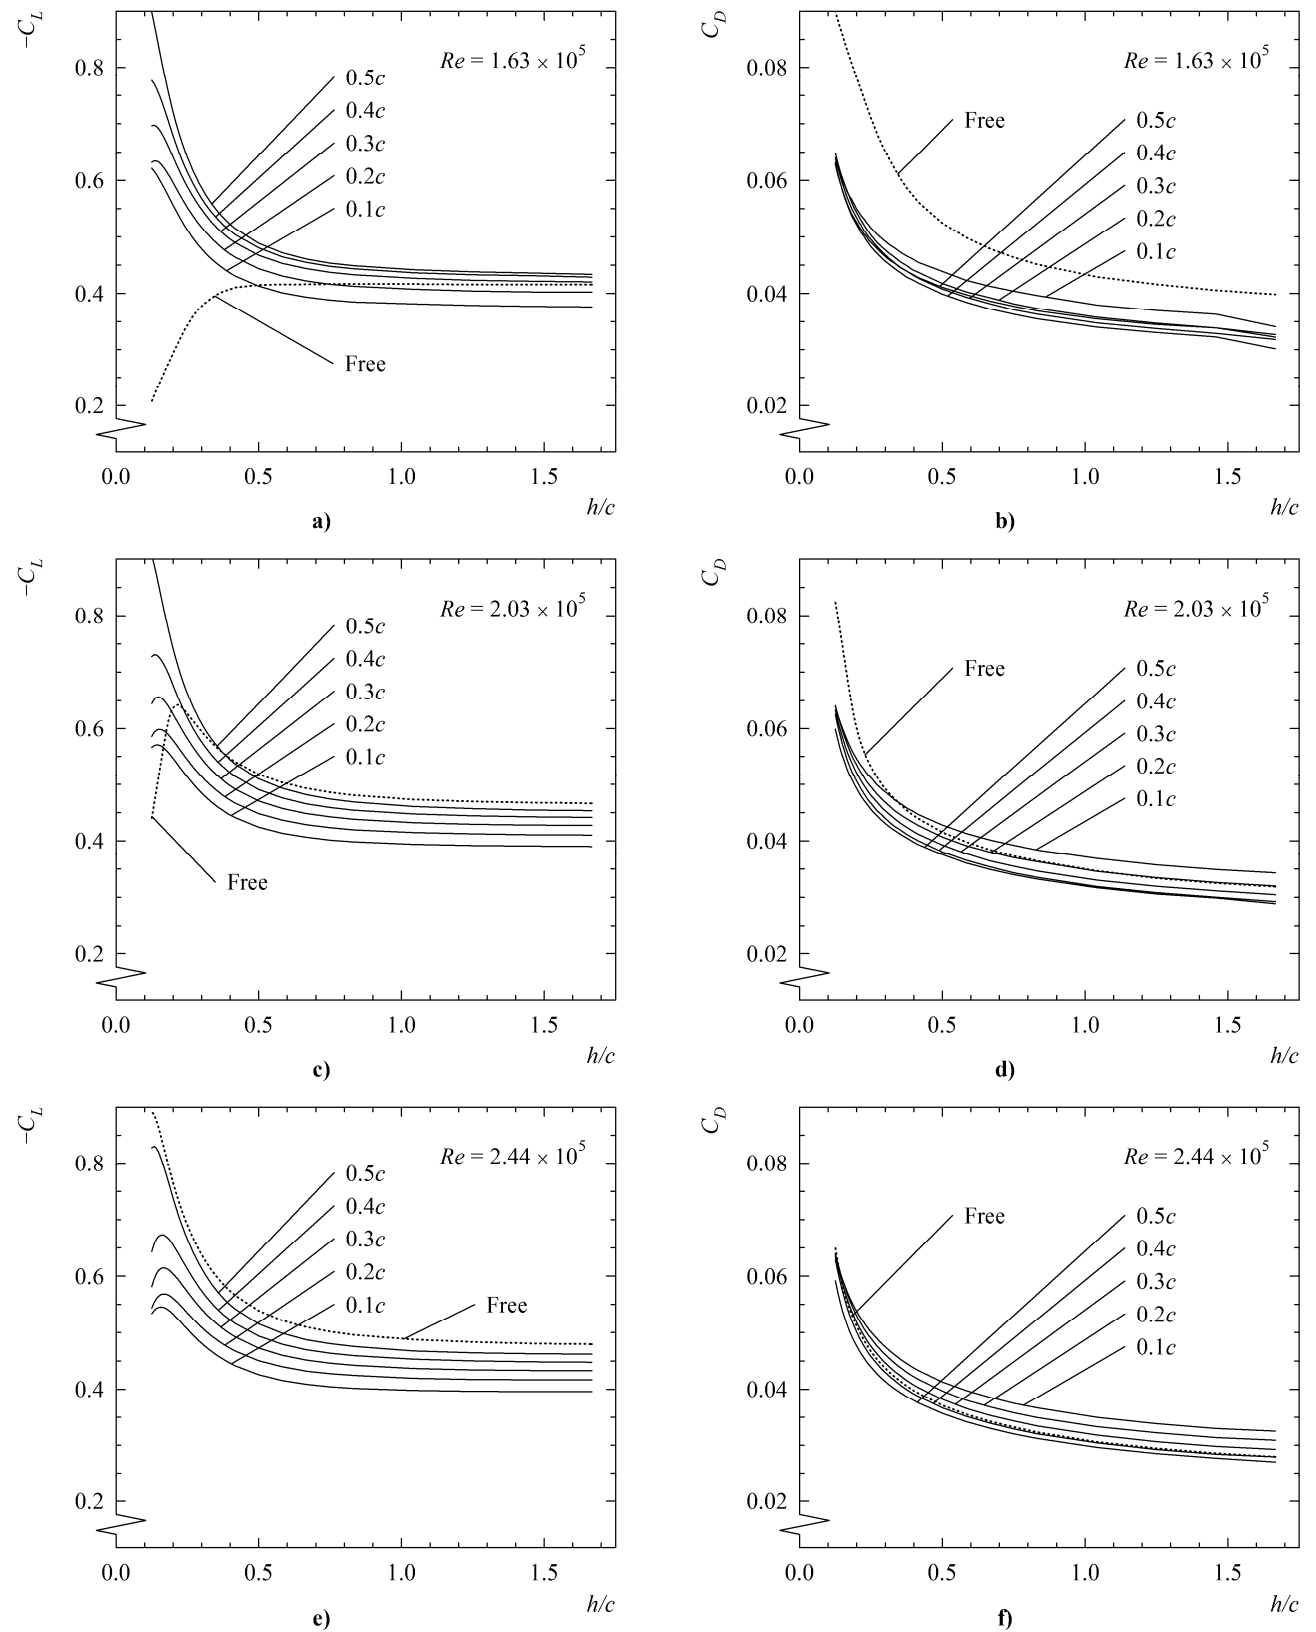 −C_L
Re = 1.63 × 10^5
0.8
0.6
0.4
0.2
0.5c
0.4c
0.3c
0.2c
0.1c
Free
0.0 0.5 1.0 1.5
h/c
a)
C_D
Re = 1.63 × 10^5
0.08
0.06
0.04
0.02
Free
0.5c
0.4c
0.3c
0.2c
0.1c
0.0 0.5 1.0 1.5
h/c
b)
−C_L
Re = 2.03 × 10^5
0.8
0.6
0.4
0.2
0.5c
0.4c
0.3c
0.2c
0.1c
Free
0.0 0.5 1.0 1.5
h/c
c)
C_D
Re = 2.03 × 10^5
0.08
0.06
0.04
0.02
Free
0.5c
0.4c
0.3c
0.2c
0.1c
0.0 0.5 1.0 1.5
h/c
d)
−C_L
Re = 2.44 × 10^5
0.8
0.6
0.4
0.2
0.5c
0.4c
0.3c
0.2c
0.1c
Free
0.0 0.5 1.0 1.5
h/c
e)
C_D
Re = 2.44 × 10^5
0.08
0.06
0.04
0.02
Free
0.5c
0.4c
0.3c
0.2c
0.1c
0.0 0.5 1.0 1.5
h/c
f)